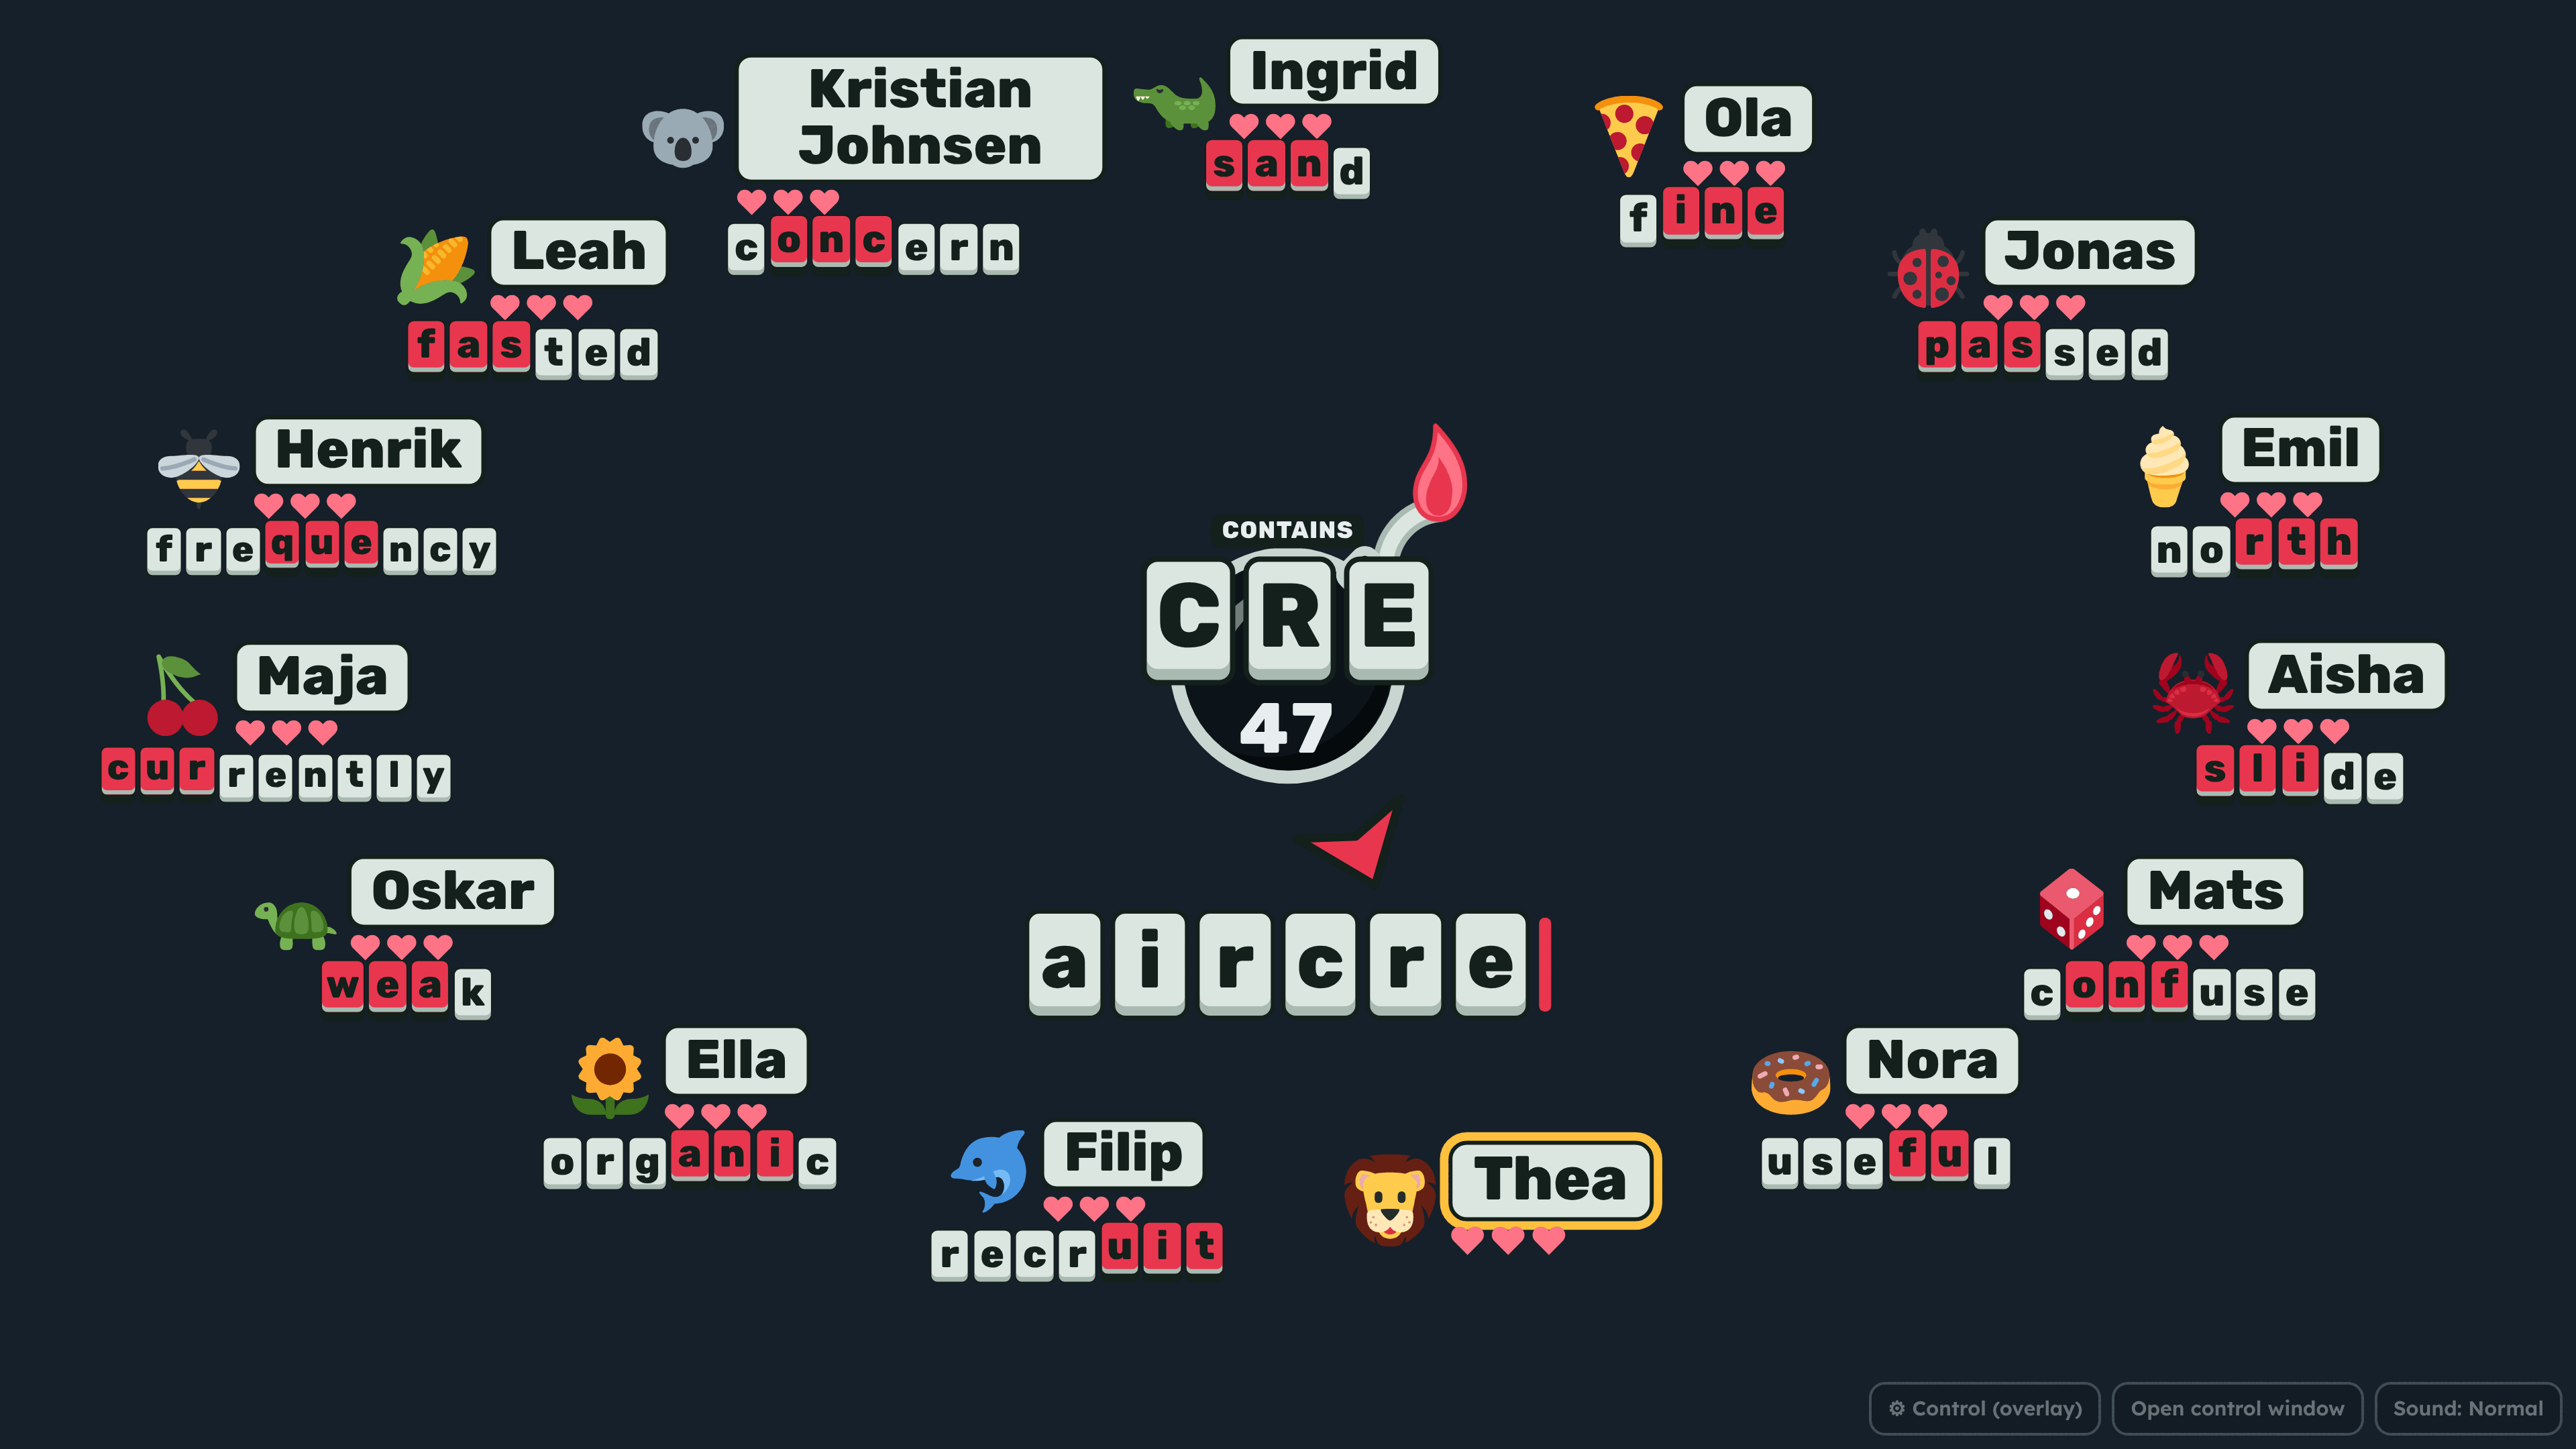 Kristian
Johnsen
concern
Ingrid
sand
Ola
fine
Leah
fasted
Jonas
passed
Henrik
frequency
Emil
north
CONTAINS
CRE
47
Maja
currently
Aisha
slide
Oskar
weak
aircre
Mats
confuse
Ella
organic
Filip
recruit
Thea
Nora
useful
⚙ Control (overlay)
Open control window
Sound: Normal